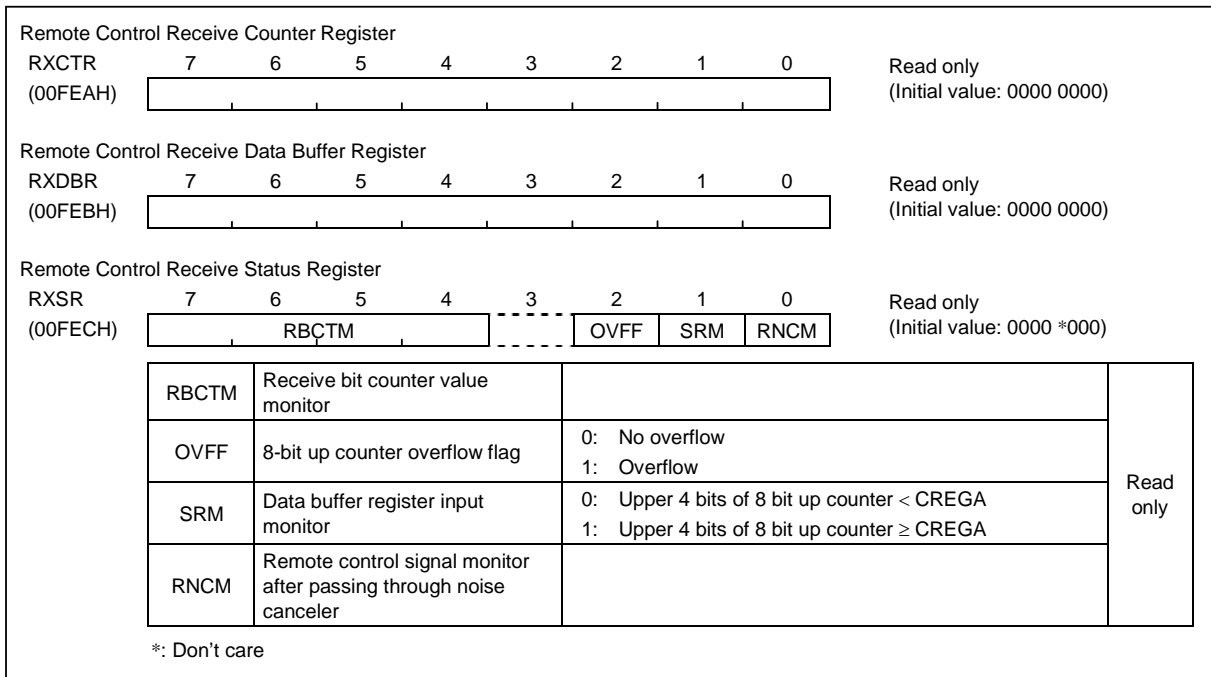 Remote Control Receive Counter Register
RXCTR 7 6 5 4 3 2 1 0 Read only
(00FEAH) (Initial value: 0000 0000)
Remote Control Receive Data Buffer Register
RXDBR 7 6 5 4 3 2 1 0 Read only
(00FEBH) (Initial value: 0000 0000)
Remote Control Receive Status Register
RXSR 7 6 5 4 3 2 1 0 Read only
(00FECH) RBCTM OVFF SRM RNCM (Initial value: 0000 *000)
RBCTM Receive bit counter value
monitor
OVFF 8-bit up counter overflow flag 0: No overflow
1: Overflow
SRM Data buffer register input
monitor
0: Upper 4 bits of 8 bit up counter < CREGA
1: Upper 4 bits of 8 bit up counter ≥ CREGA
RNCM Remote control signal monitor
after passing through noise
canceler
Read
only
*: Don't care